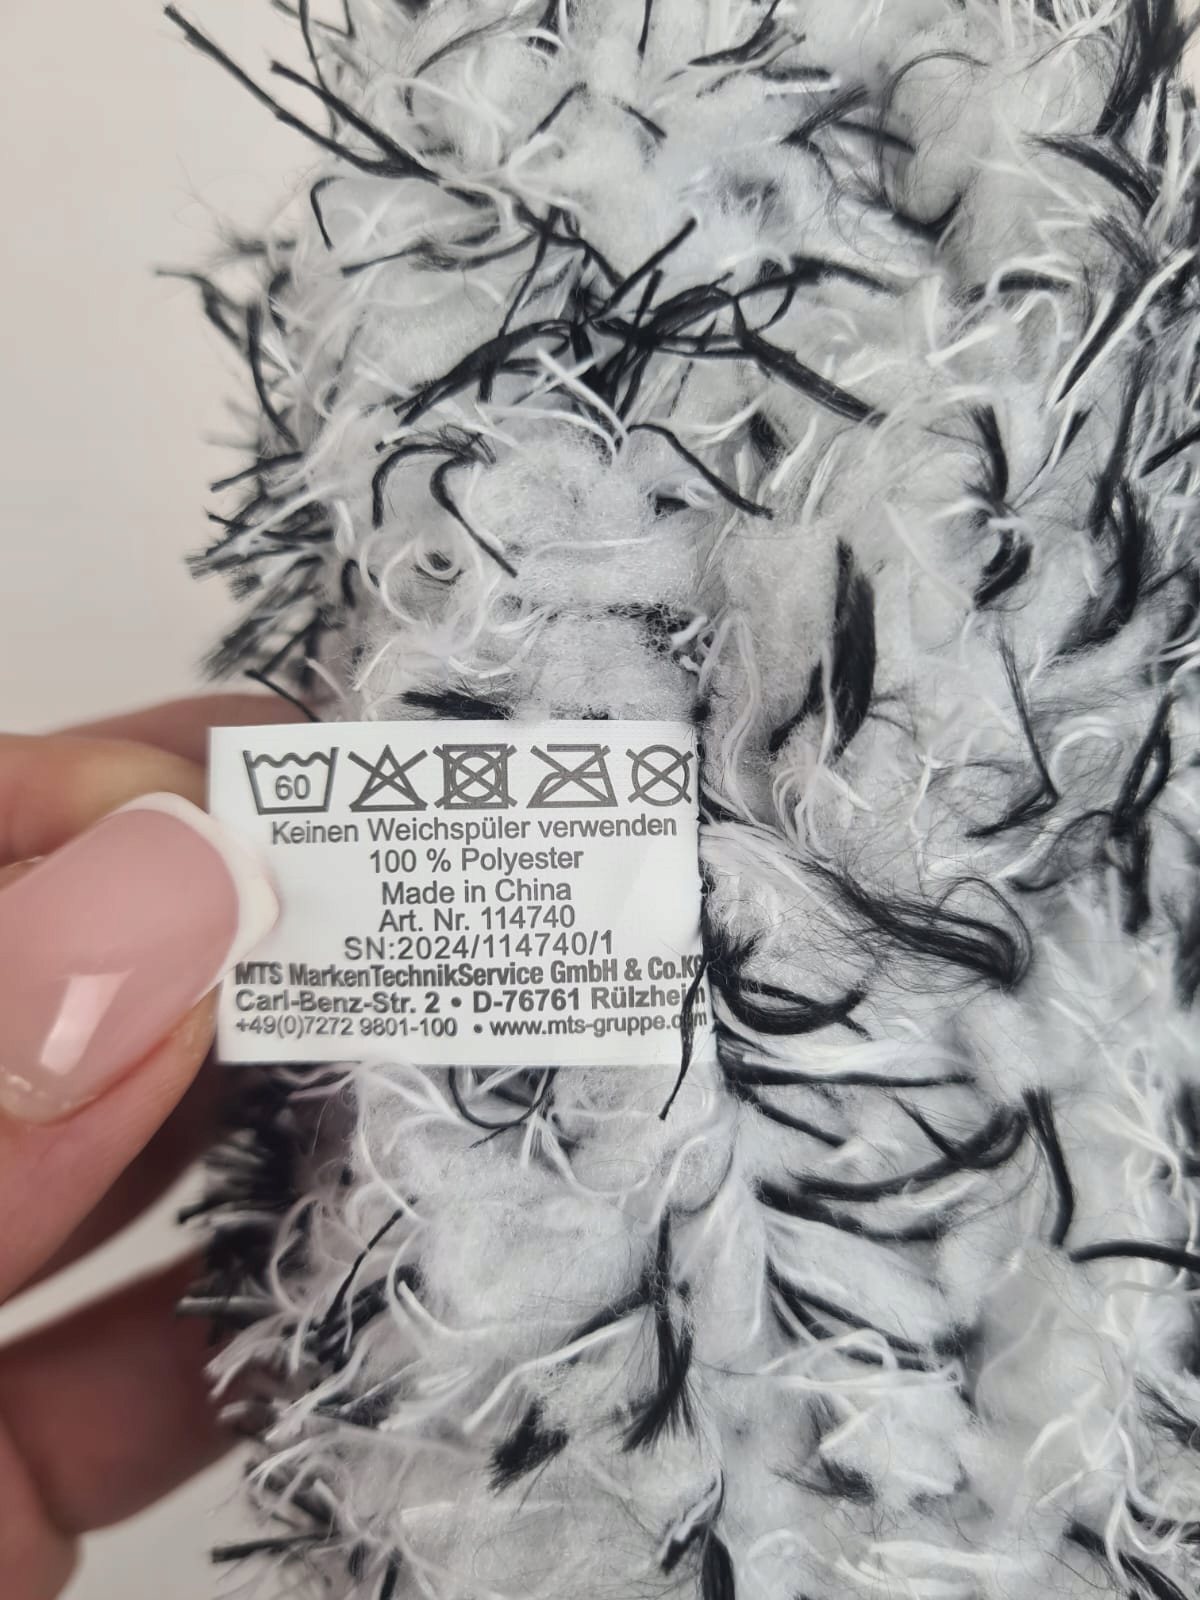 60
Keinen Weichspüler verwenden
100 % Polyester
Made in China
Art. Nr. 114740
SN:2024/114740/1
MTS MarkenTechnikService GmbH & Co.KG
Carl-Benz-Str. 2 • D-76761 Rülzheim
+49(0)7272 9801-100 • www.mts-gruppe.com